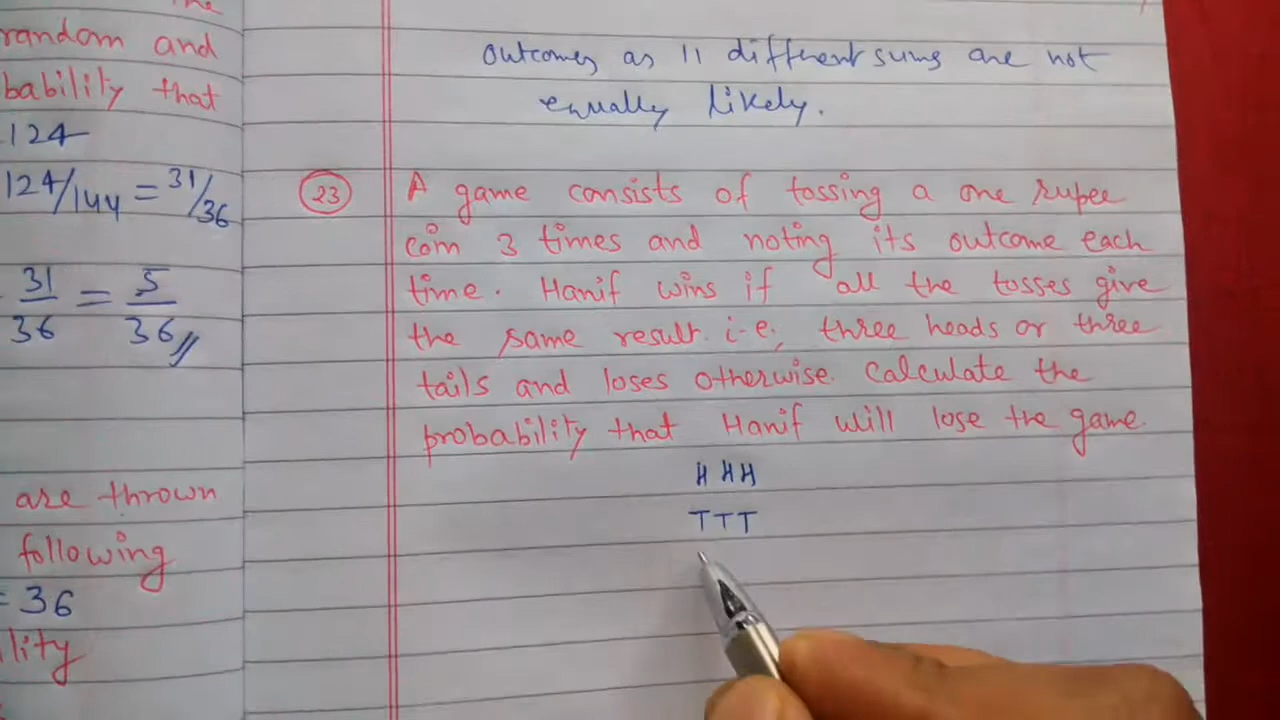 random and
bability that
124
124/144 = 31/36
31/36 = 5/36//
are thrown
following
= 36
lity
outcomes as 11 different sums are not
equally likely.
23 A game consists of tossing a one rupee
coin 3 times and noting its outcome each
time. Hanif wins if all the tosses give
the same result i-e, three heads or three
tails and loses otherwise. calculate the
probability that Hanif will lose the game.
H H H
T T T